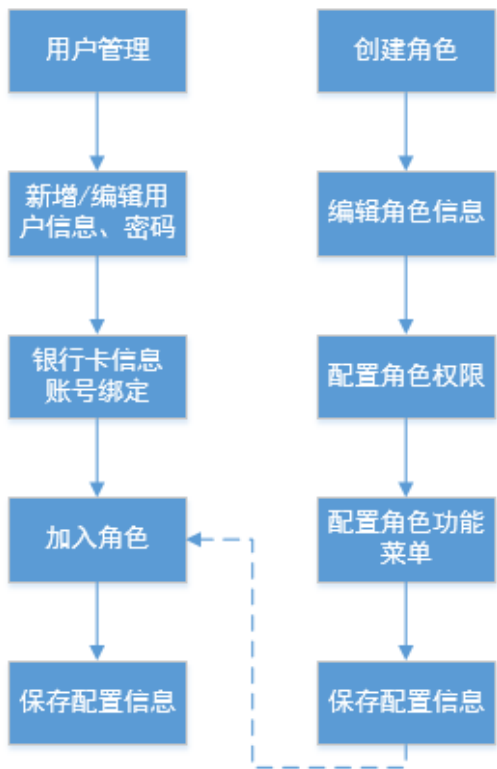 用户管理
新增/编辑用
户信息、密码
银行卡信息
账号绑定
加入角色
保存配置信息
创建角色
编辑角色信息
配置角色权限
配置角色功能
菜单
保存配置信息